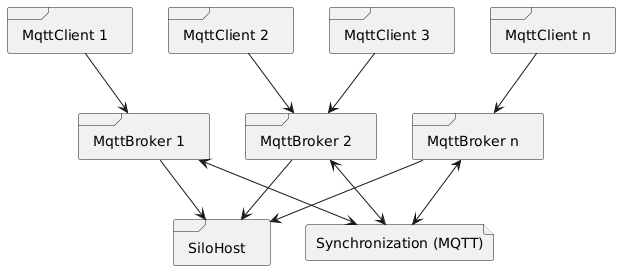 MqttClient 1
MqttClient 2
MqttClient 3
MqttClient n
MqttBroker 1
MqttBroker 2
MqttBroker n
SiloHost
Synchronization (MQTT)